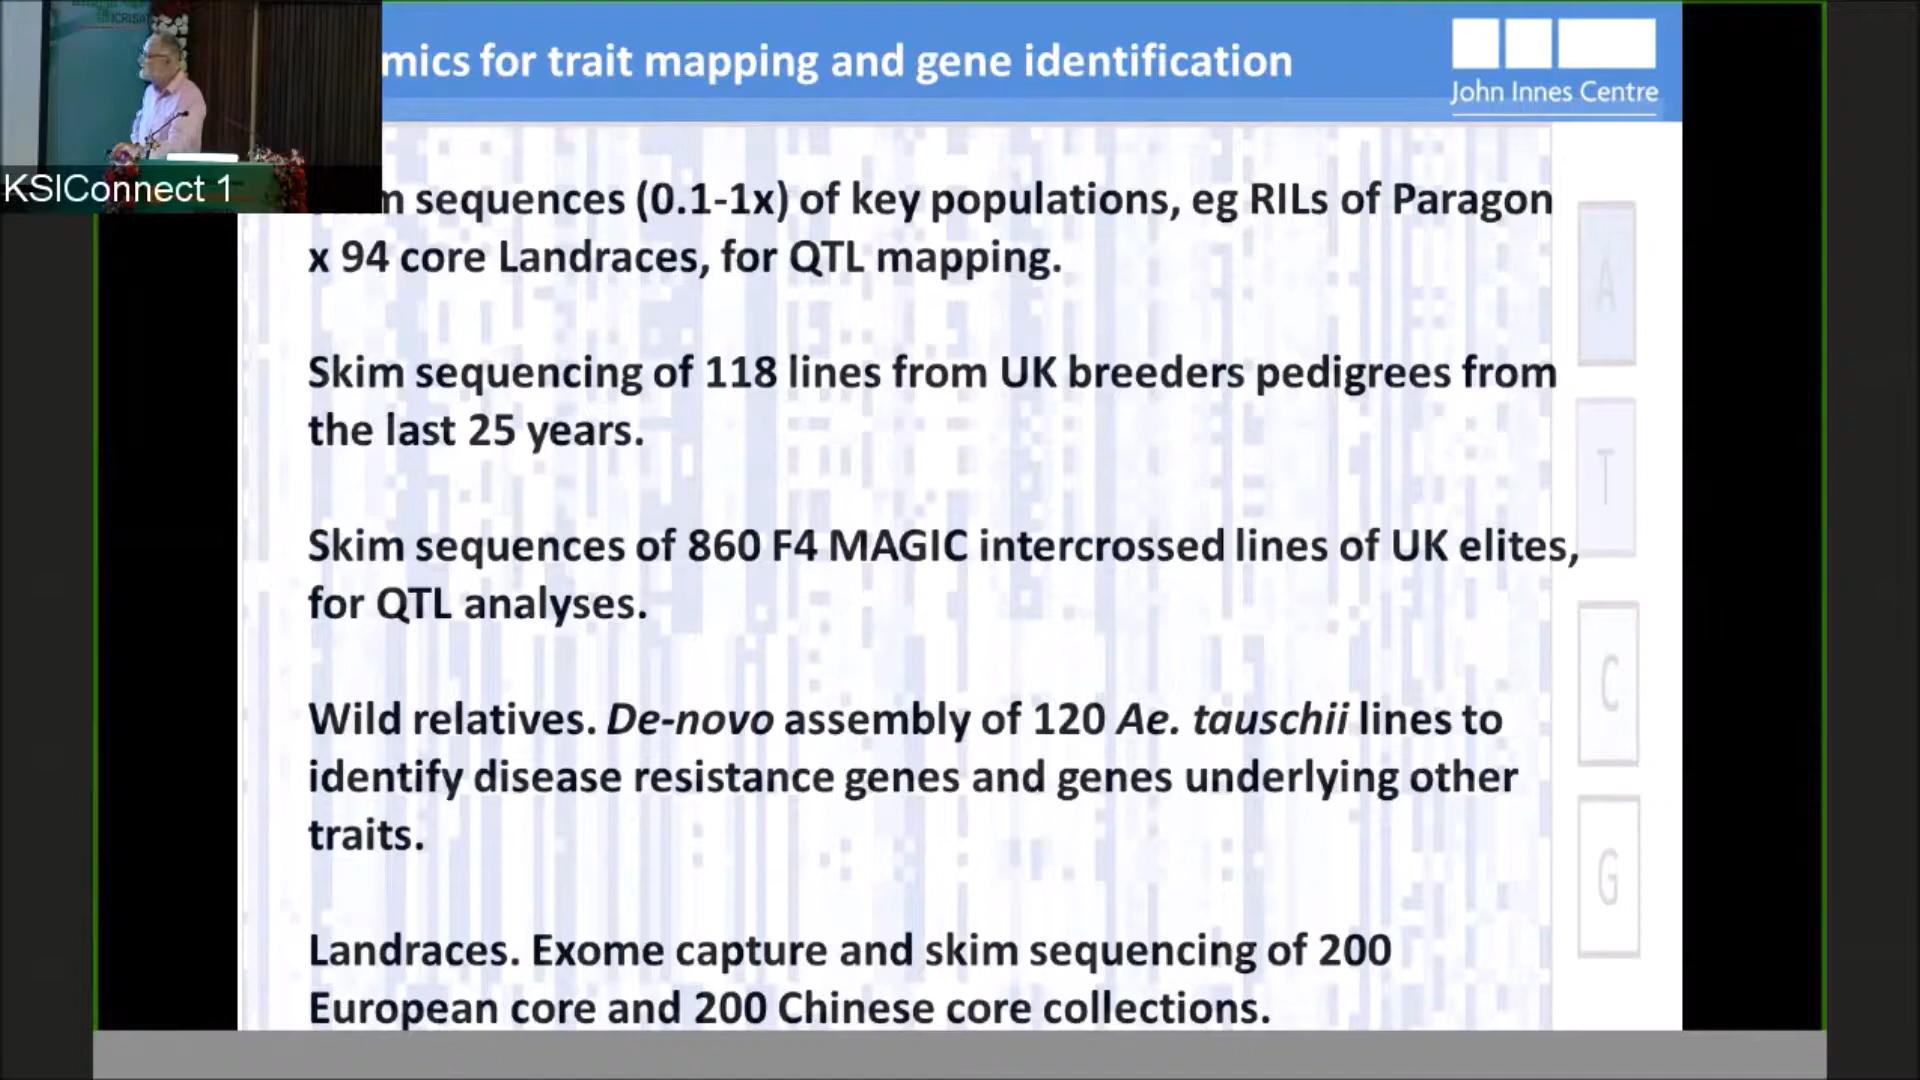 ICRISAT
KSIConnect 1
mics for trait mapping and gene identification
John Innes Centre
m sequences (0.1-1x) of key populations, eg RILs of Paragon
x 94 core Landraces, for QTL mapping.
Skim sequencing of 118 lines from UK breeders pedigrees from
the last 25 years.
Skim sequences of 860 F4 MAGIC intercrossed lines of UK elites,
for QTL analyses.
Wild relatives. De-novo assembly of 120 Ae. tauschii lines to
identify disease resistance genes and genes underlying other
traits.
Landraces. Exome capture and skim sequencing of 200
European core and 200 Chinese core collections.
A
T
C
G